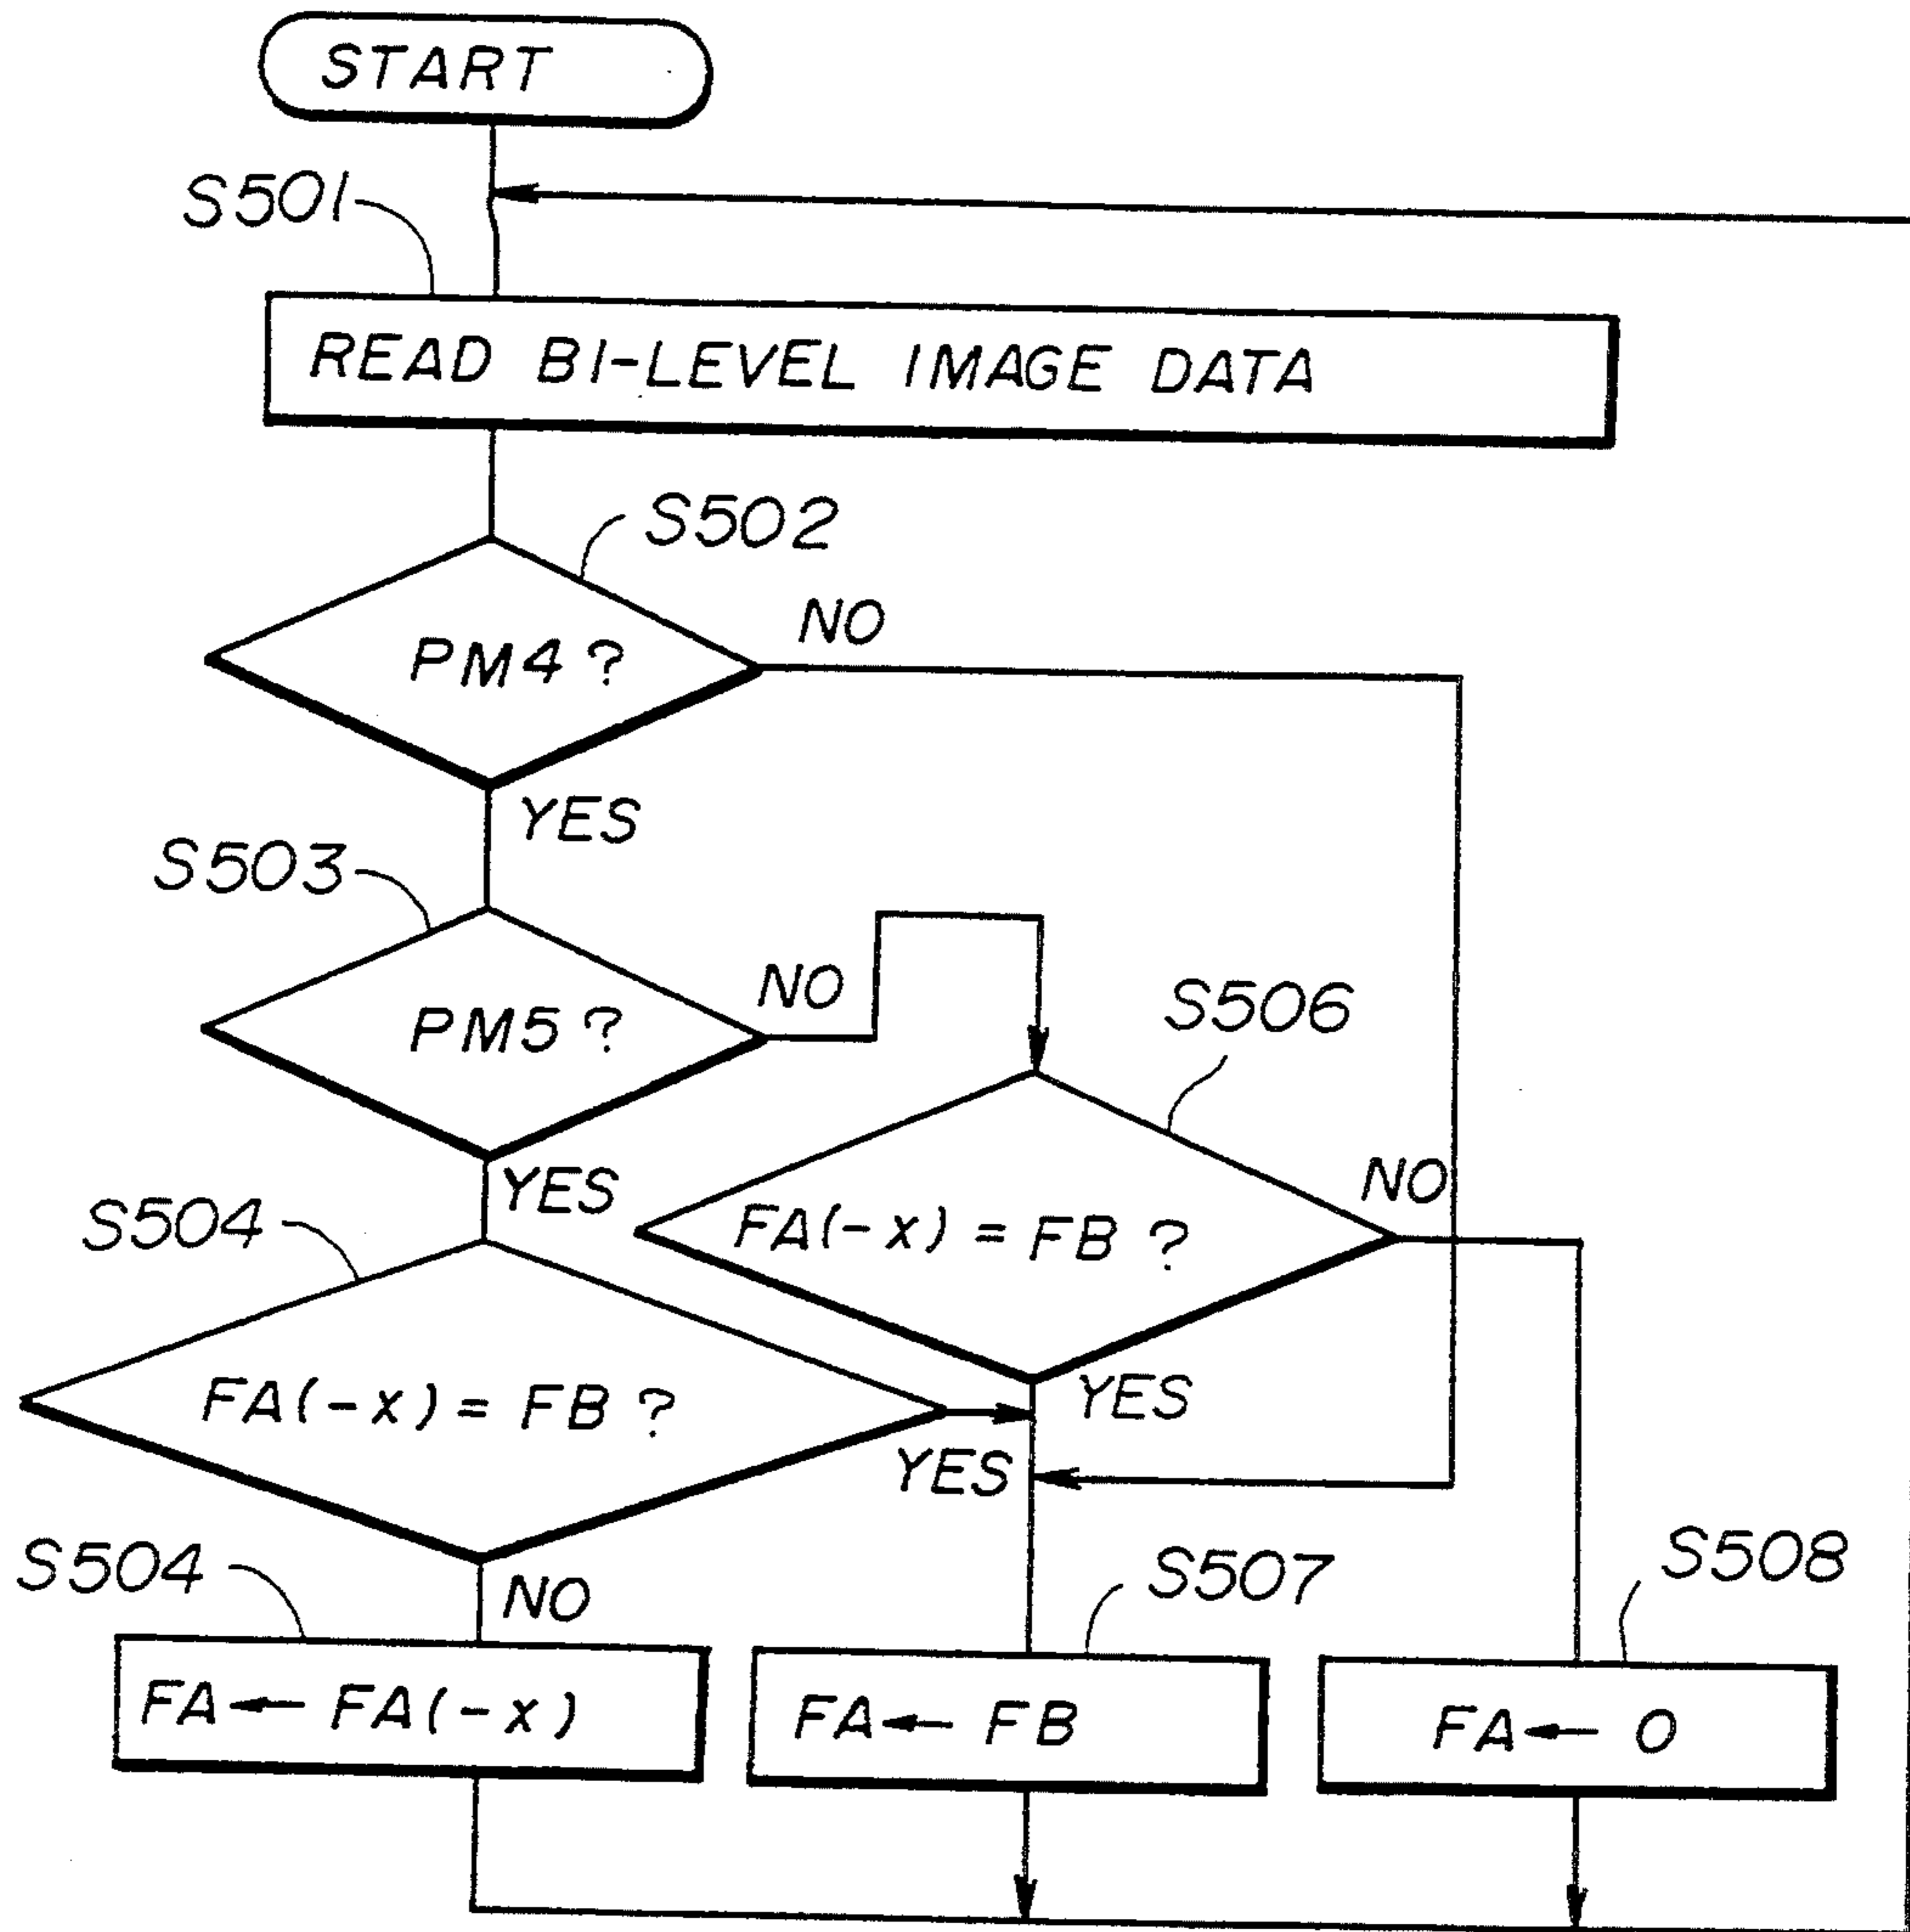 START
S501
READ BI-LEVEL IMAGE DATA
S502
PM4 ?
NO
YES
S503
PM5 ?
NO
YES
S506
FA(-x) = FB ?
NO
YES
S504
FA(-x) = FB ?
YES
NO
S504
FA ← FA(-x)
S507
FA ← FB
S508
FA ← 0